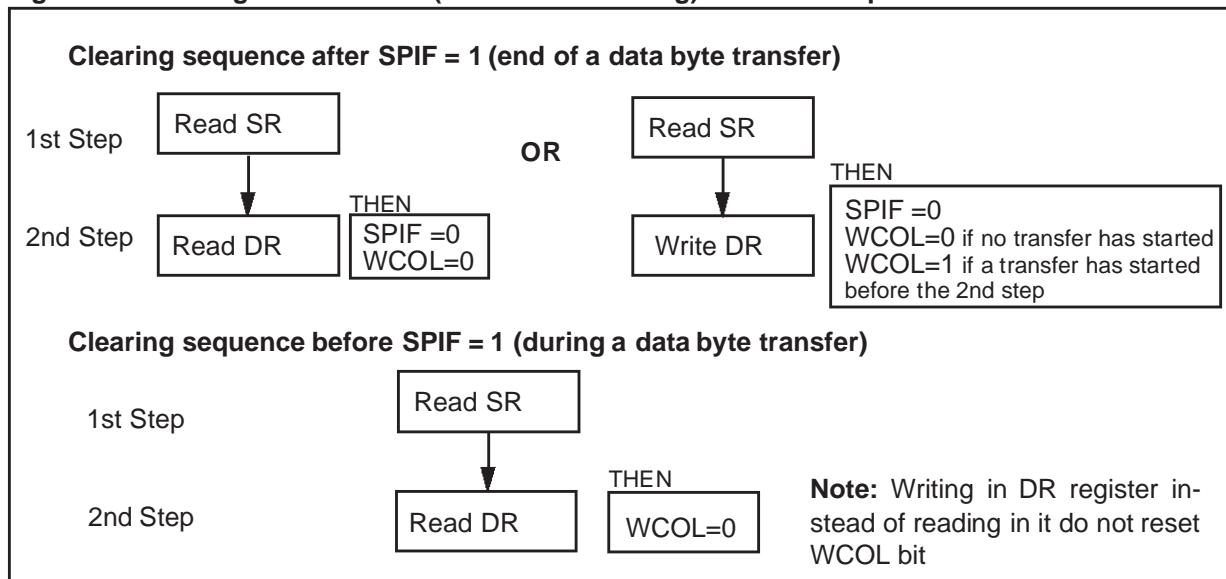 Clearing sequence after SPIF = 1 (end of a data byte transfer)
1st Step
Read SR
OR
Read SR
2nd Step
Read DR
THEN
SPIF =0
WCOL=0
Write DR
THEN
SPIF =0
WCOL=0 if no transfer has started
WCOL=1 if a transfer has started
before the 2nd step
Clearing sequence before SPIF = 1 (during a data byte transfer)
1st Step
Read SR
2nd Step
Read DR
THEN
WCOL=0
Note: Writing in DR register in-
stead of reading in it do not reset
WCOL bit